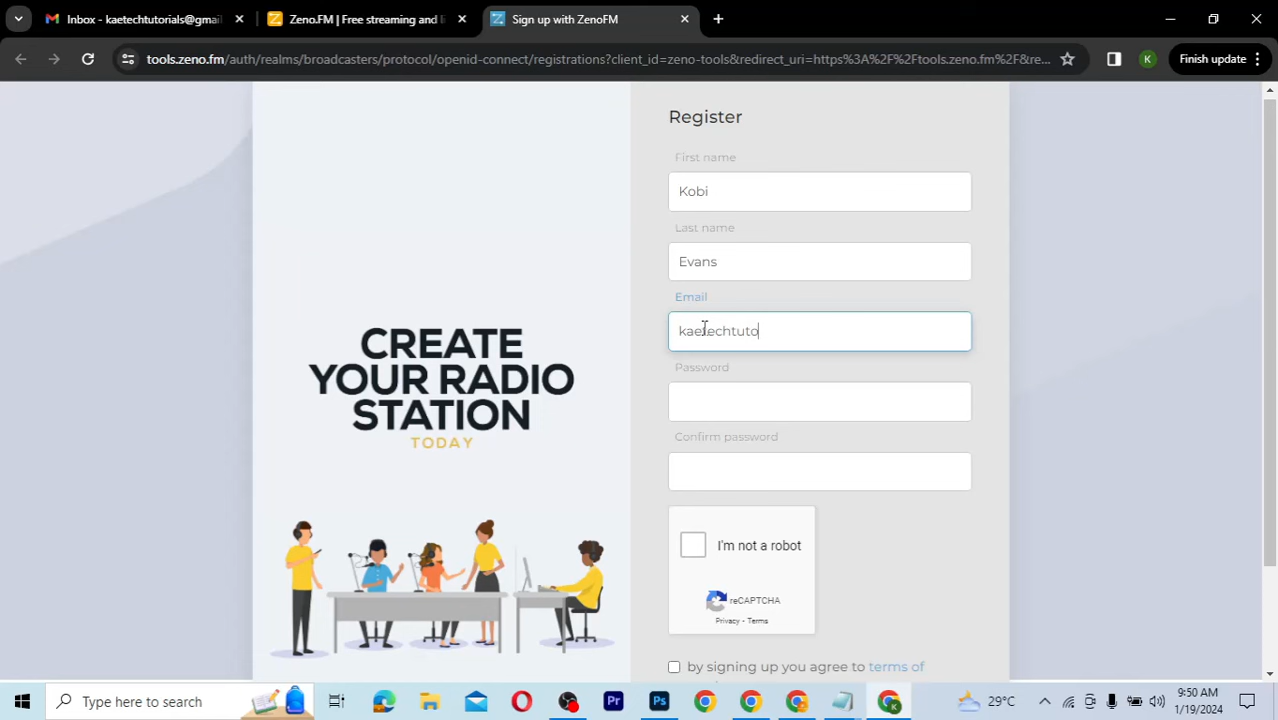 Inbox - kaetechtutorials@gmail
Zeno.FM | Free streaming and li
Sign up with ZenoFM
tools.zeno.fm/auth/realms/broadcasters/protocol/openid-connect/registrations?client_id=zeno-tools&redirect_uri=https%3A%2F%2Ftools.zeno.fm%2F&re...
K
Finish update
Register
First name
Kobi
Last name
Evans
Email
kaetechtuto
Password
Confirm password
I'm not a robot
reCAPTCHA
Privacy - Terms
by signing up you agree to terms of
CREATE
YOUR RADIO
STATION
TODAY
Type here to search
Pr
Ps
29°C
9:50 AM
1/19/2024